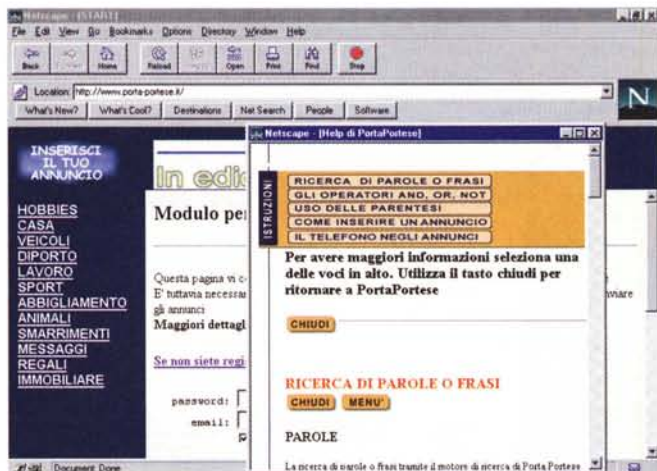 Netscape - [START]
File Edit View Go Bookmarks Options Directory Window Help
Back Forward Home Reload Images Open Print Find Stop
Location: http://www.porta-portese.it/
What's New? What's Cool? Destinations Net Search People Software
N
INSERISCI
IL TUO
ANNUNCIO
HOBBIES
CASA
VEICOLI
DIPORTO
LAVORO
SPORT
ABBIGLIAMENTO
ANIMALI
SMARRIMENTI
MESSAGGI
REGALI
IMMOBILIARE
In edic
Modulo per
Questa pagina vi c
E' tuttavia necessar
gli annunci
Maggiori dettagl
Se non siete regi
password:
email:
nviare
Netscape - [Help di PortaPortese]
ISTRUZIONI
RICERCA DI PAROLE O FRASI
GLI OPERATORI AND, OR, NOT
USO DELLE PARENTESI
COME INSERIRE UN ANNUNCIO
IL TELEFONO NEGLI ANNUNCI
Per avere maggiori informazioni seleziona una
delle voci in alto. Utilizza il tasto chiudi per
ritornare a PortaPortese
CHIUDI
RICERCA DI PAROLE O FRASI
CHIUDI MENU'
PAROLE
La ricerca di parole o frasi tramite il motore di ricerca di Porta Portese
Document: Done